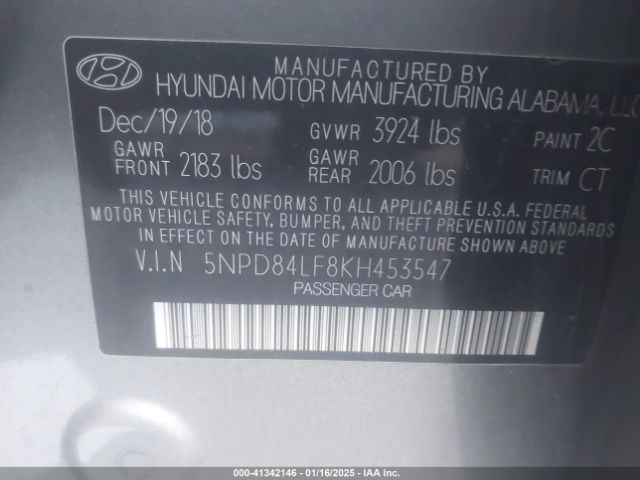 MANUFACTURED BY
HYUNDAI MOTOR MANUFACTURING ALABAMA, LLC
Dec/19/18 GVWR 3924 lbs PAINT 2C
GAWR FRONT 2183 lbs GAWR REAR 2006 lbs TRIM CT
THIS VEHICLE CONFORMS TO ALL APPLICABLE U.S.A. FEDERAL
MOTOR VEHICLE SAFETY, BUMPER, AND THEFT PREVENTION STANDARDS
IN EFFECT ON THE DATE OF MANUFACTURE SHOWN ABOVE
V.I.N 5NPD84LF8KH453547
PASSENGER CAR
000-41342146 - 01/16/2025 - IAA, Inc.